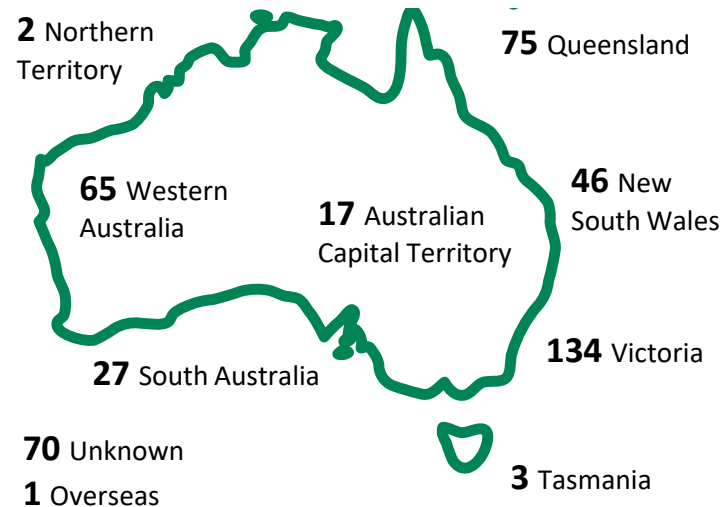 2 Northern
Territory
75 Queensland
65 Western
Australia
46 New
South Wales
17 Australian
Capital Territory
134 Victoria
27 South Australia
70 Unknown
3 Tasmania
1 Overseas